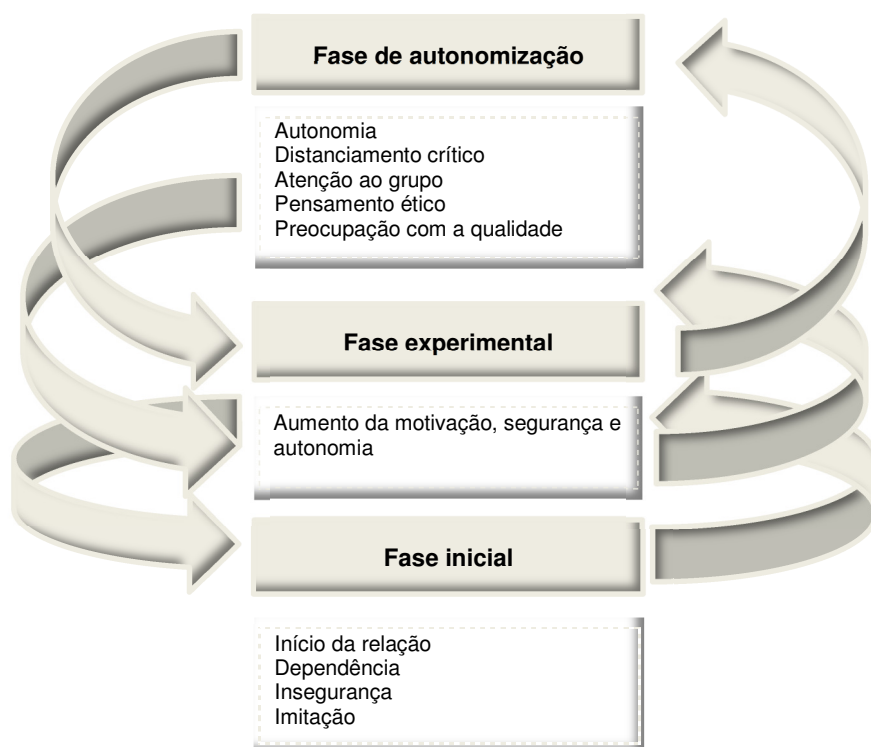 Fase de autonomização
Autonomia
Distanciamento crítico
Atenção ao grupo
Pensamento ético
Preocupação com a qualidade
Fase experimental
Aumento da motivação, segurança e
autonomia
Fase inicial
Início da relação
Dependência
Insegurança
Imitação